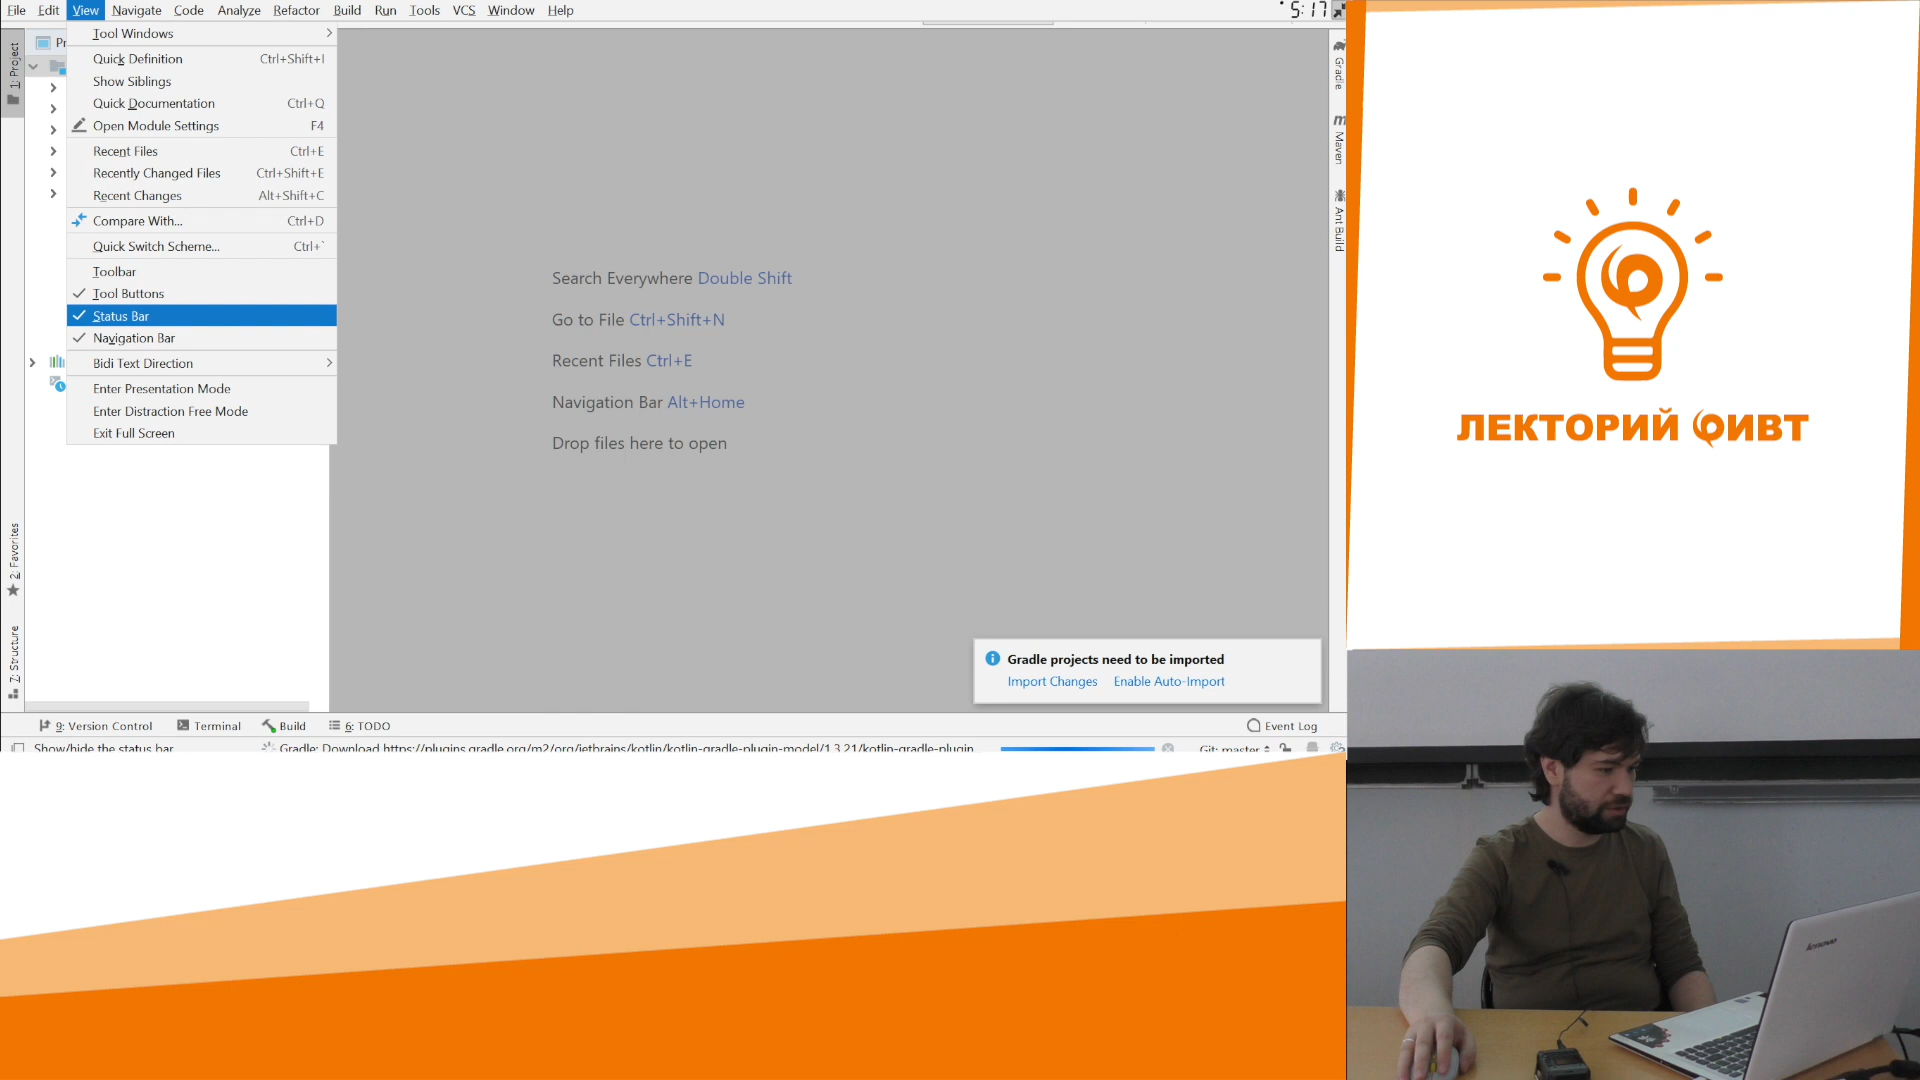 File Edit View Navigate Code Analyze Refactor Build Run Tools VCS Window Help
5:17
1: Project
Pr
Tool Windows
Quick Definition Ctrl+Shift+I
Show Siblings
Quick Documentation Ctrl+Q
Open Module Settings F4
Recent Files Ctrl+E
Recently Changed Files Ctrl+Shift+E
Recent Changes Alt+Shift+C
Compare With... Ctrl+D
Quick Switch Scheme... Ctrl+`
Toolbar
Tool Buttons
Status Bar
Navigation Bar
Bidi Text Direction
Enter Presentation Mode
Enter Distraction Free Mode
Exit Full Screen
Search Everywhere Double Shift
Go to File Ctrl+Shift+N
Recent Files Ctrl+E
Navigation Bar Alt+Home
Drop files here to open
Gradle
Maven
Ant Build
2: Favorites
Z: Structure
Gradle projects need to be imported
Import Changes Enable Auto-Import
9: Version Control Terminal Build 6: TODO Event Log
Show/hide the status bar Gradle: Download https://plugins.gradle.org/m2/org/jetbrains/kotlin/kotlin-gradle-plugin-model/1.3.21/kotlin-gradle-plugin Git: master
ЛЕКТОРИЙ ФИВТ
lenovo